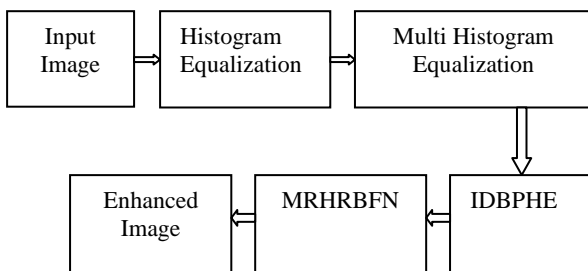 Input
Image
Histogram
Equalization
Multi Histogram
Equalization
IDBPHE
MRHRBFN
Enhanced
Image